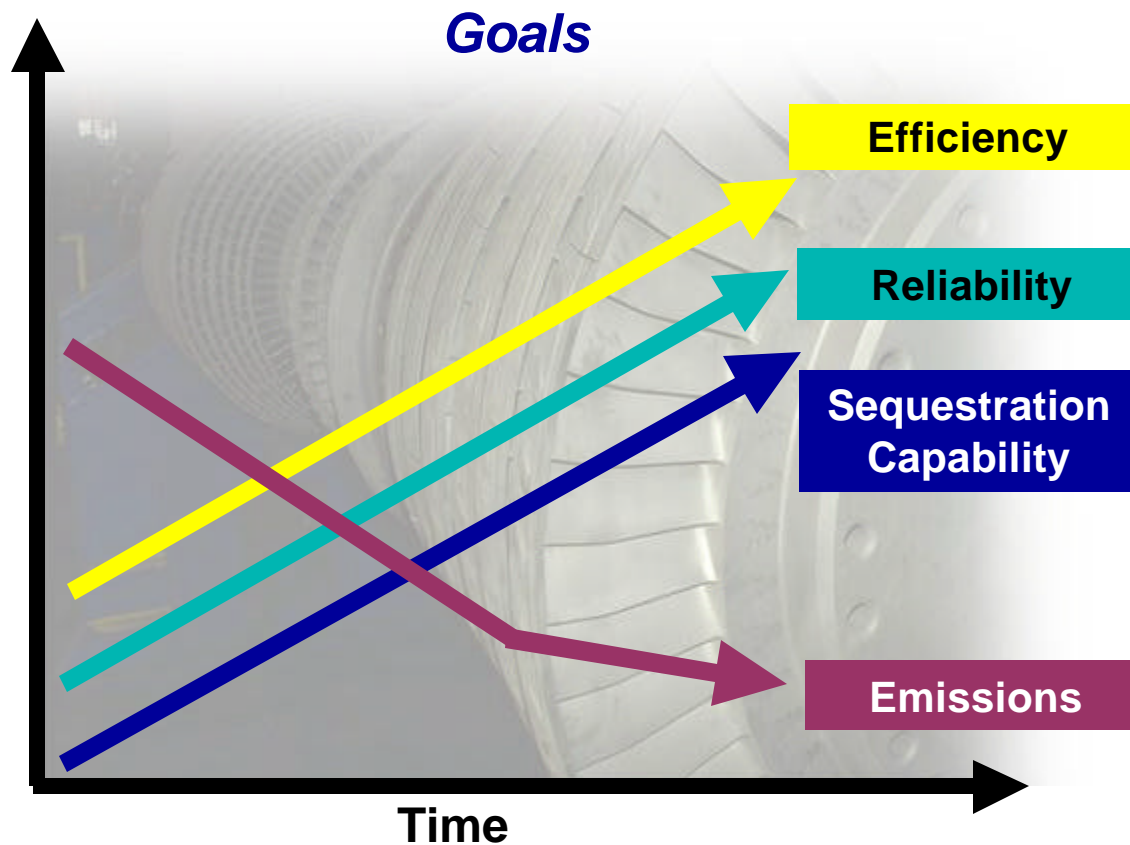 Goals
Efficiency
Reliability
Sequestration
Capability
Emissions
Time